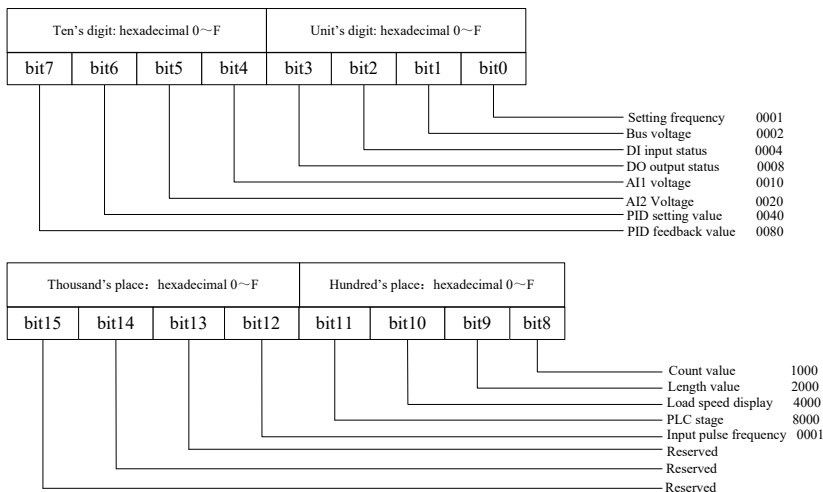 Ten's digit: hexadecimal 0～F Unit's digit: hexadecimal 0～F
bit7 bit6 bit5 bit4 bit3 bit2 bit1 bit0
Setting frequency 0001
Bus voltage 0002
DI input status 0004
DO output status 0008
AI1 voltage 0010
AI2 Voltage 0020
PID setting value 0040
PID feedback value 0080
Thousand's place：hexadecimal 0～F Hundred's place：hexadecimal 0～F
bit15 bit14 bit13 bit12 bit11 bit10 bit9 bit8
Count value 1000
Length value 2000
Load speed display 4000
PLC stage 8000
Input pulse frequency 0001
Reserved
Reserved
Reserved